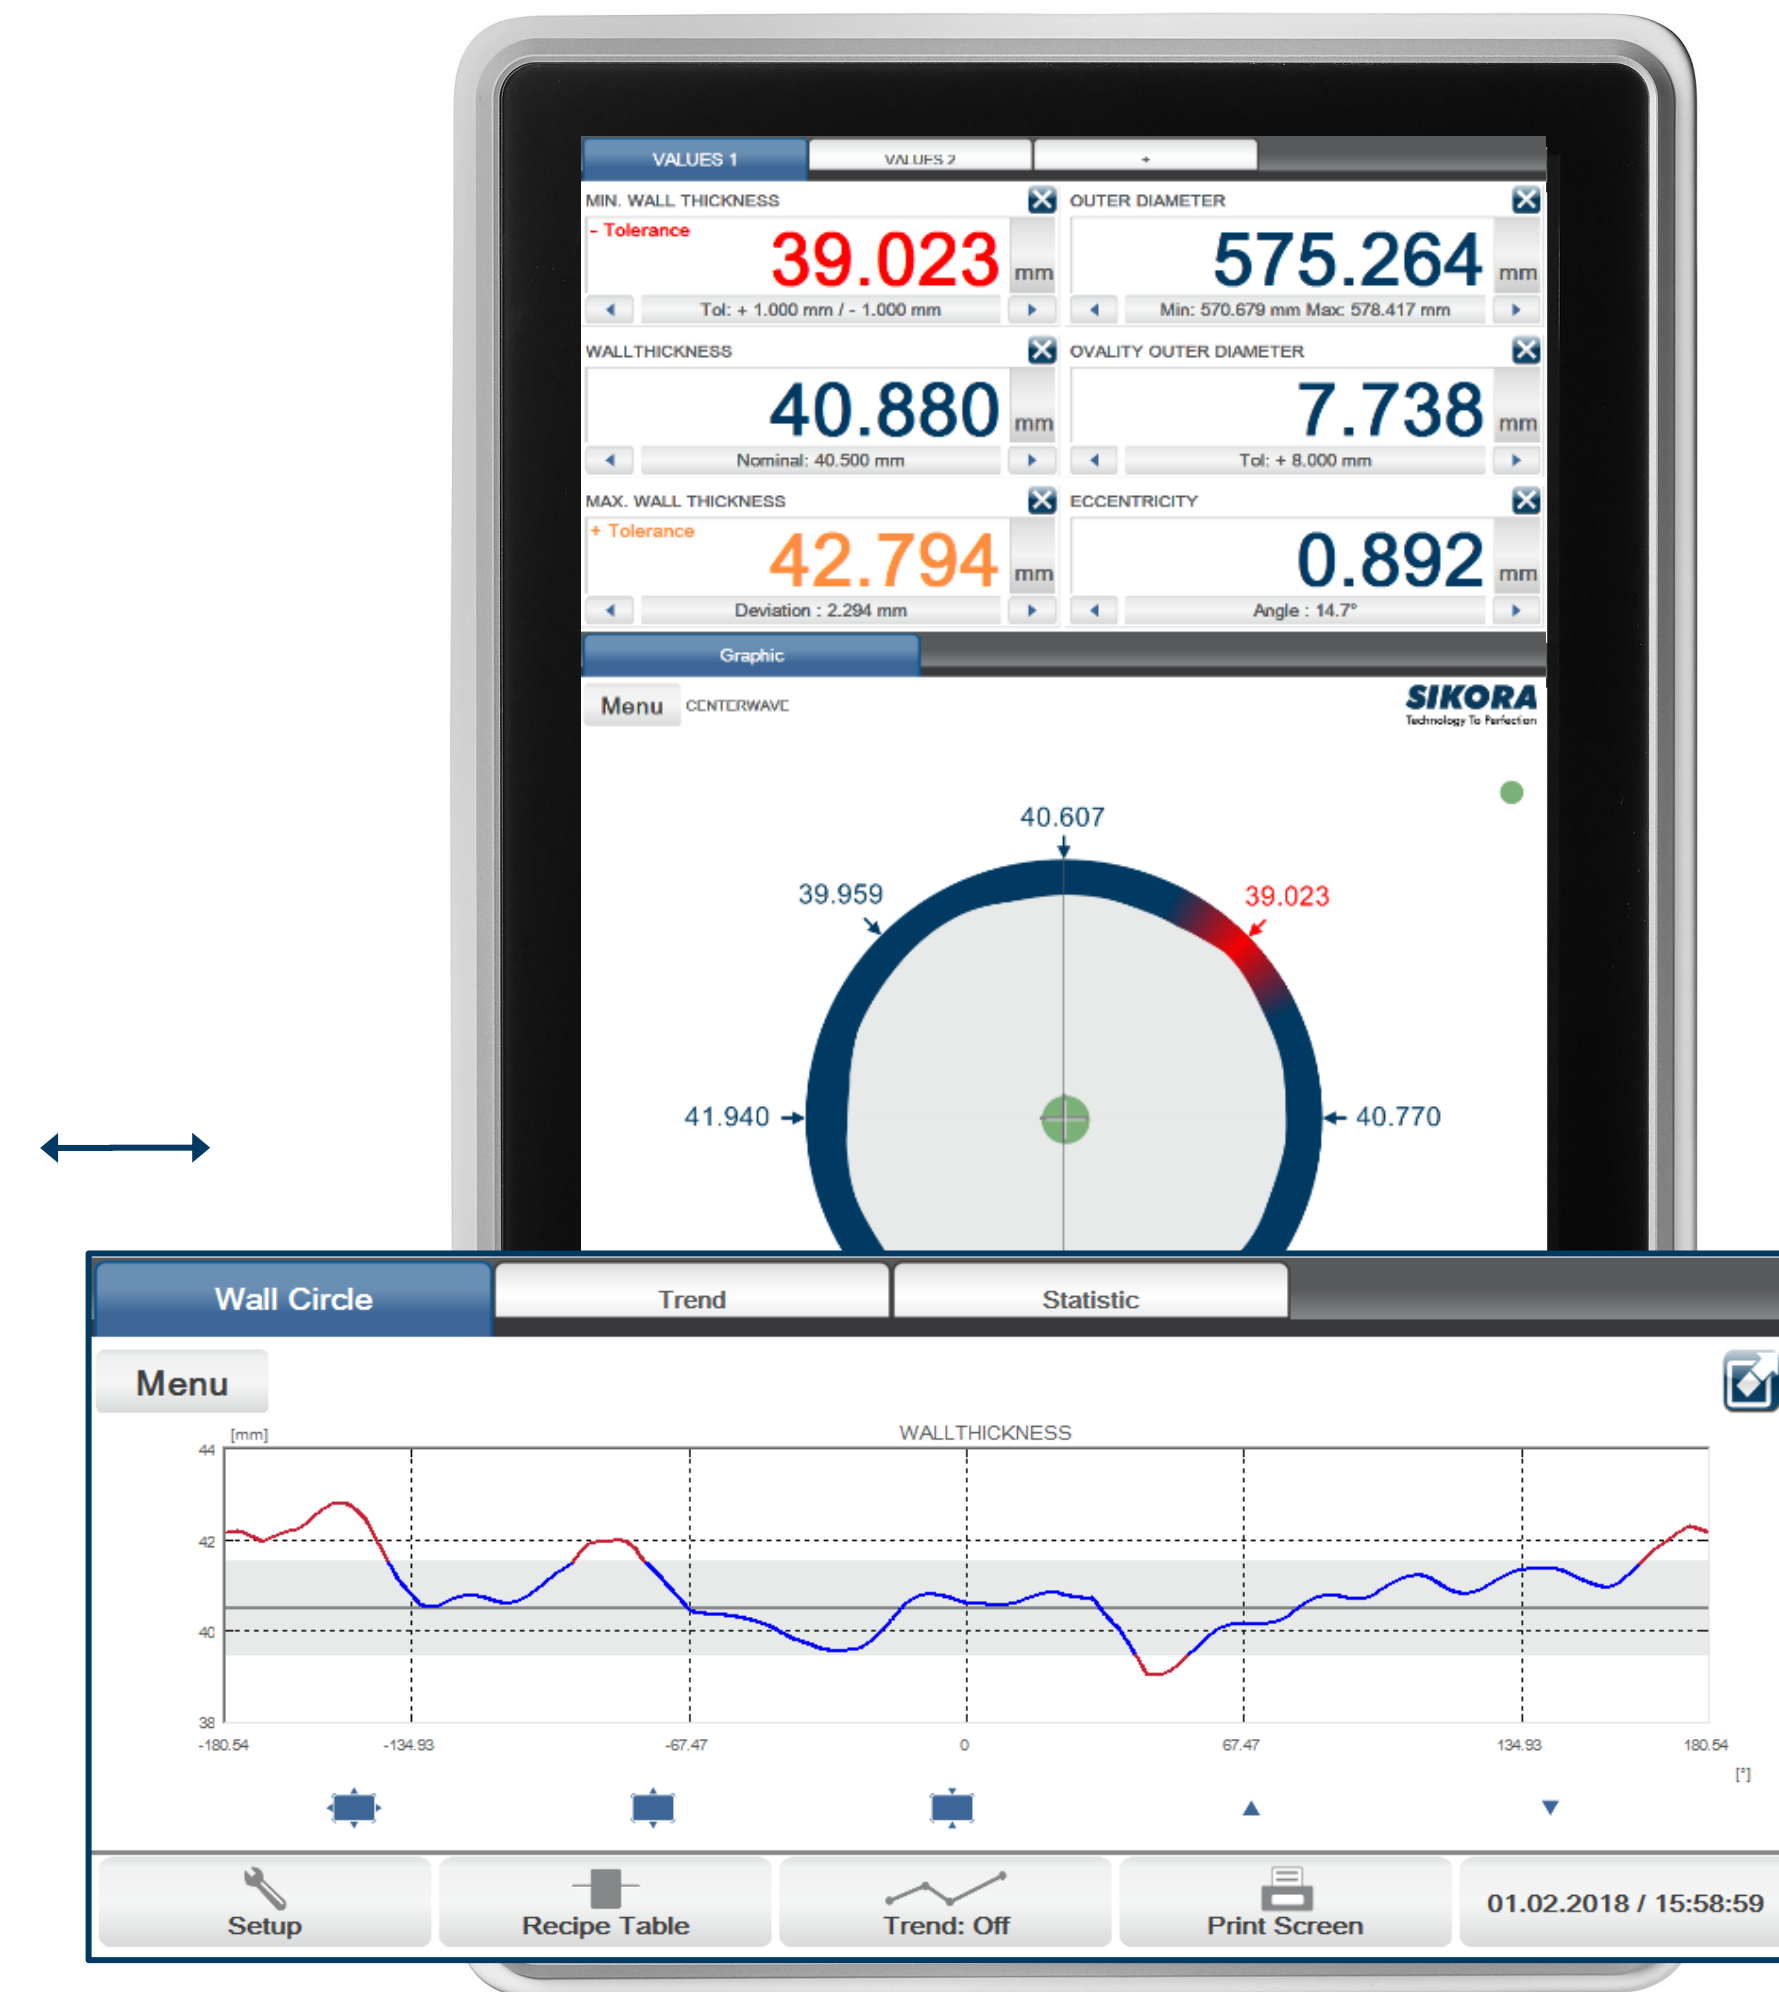 VALUES 1
VALUES 2
+
MIN. WALL THICKNESS
- Tolerance
39.023
mm
Tol: + 1.000 mm / - 1.000 mm
OUTER DIAMETER
575.264
mm
Min: 570.679 mm Max: 578.417 mm
WALLTHICKNESS
40.880
mm
Nominal: 40.500 mm
OVALITY OUTER DIAMETER
7.738
mm
Tol: + 8.000 mm
MAX. WALL THICKNESS
+ Tolerance
42.794
mm
Deviation : 2.294 mm
ECCENTRICITY
0.892
mm
Angle : 14.7°
Graphic
Menu
CENTERWAVE
SIKORA
Technology To Perfection
40.607
39.959
39.023
41.940
40.770
Wall Circle
Trend
Statistic
Menu
[mm]
WALLTHICKNESS
44
42
40
38
-180.54
-134.93
-67.47
0
67.47
134.93
180.54
[°]
Setup
Recipe Table
Trend: Off
Print Screen
01.02.2018 / 15:58:59